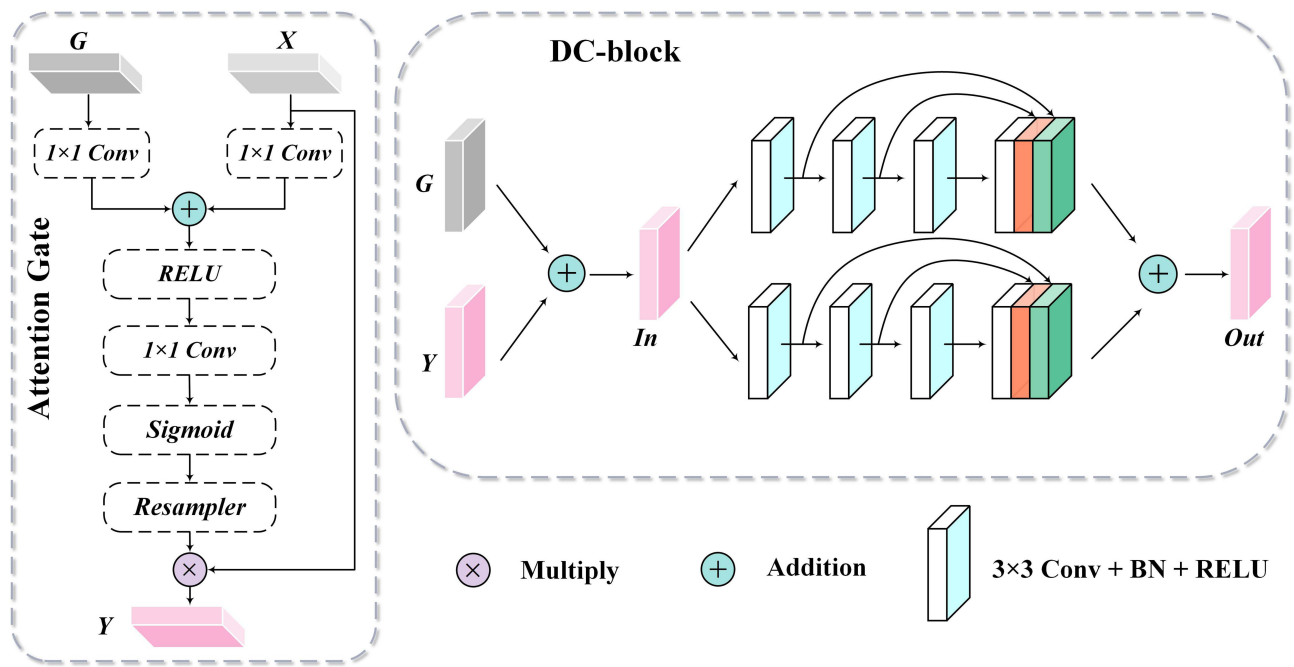 G
X
1×1 Conv
1×1 Conv
+
RELU
1×1 Conv
Sigmoid
Resampler
×
Y
Attention Gate
DC-block
G
Y
+
In
+
Out
× Multiply
+ Addition
3×3 Conv + BN + RELU